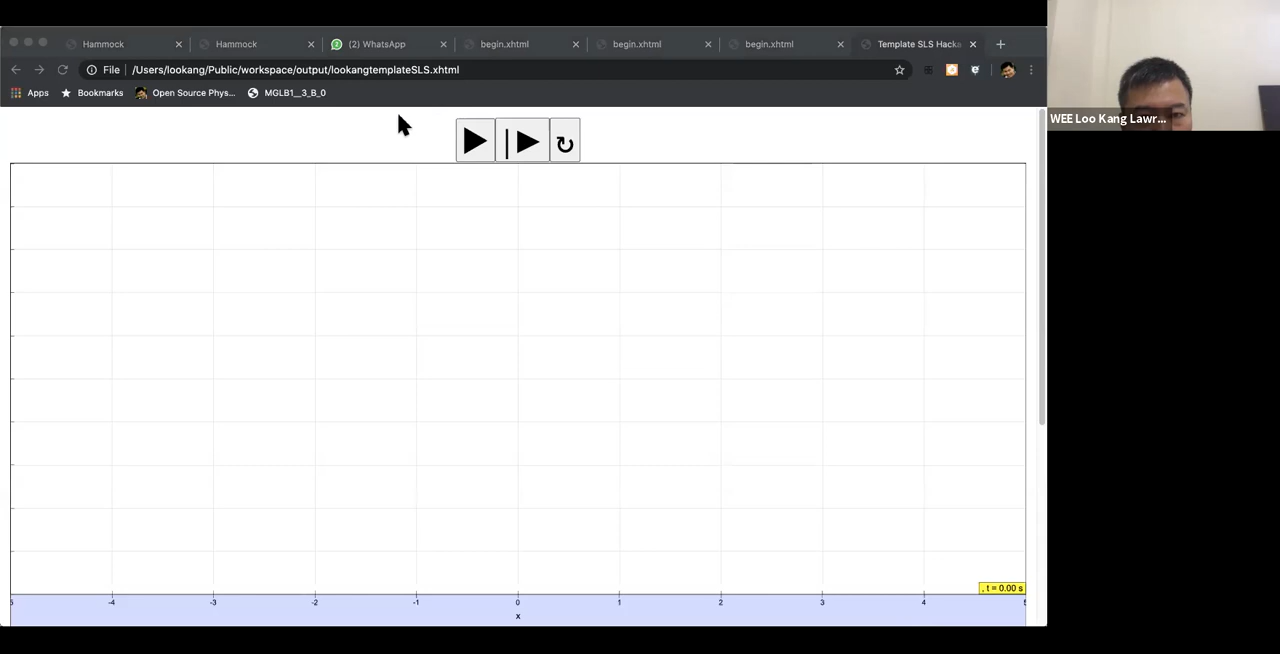 Hammock
Hammock
(2) WhatsApp
begin.xhtml
begin.xhtml
begin.xhtml
Template SLS Hacka
File
/Users/lookang/Public/workspace/output/lookangtemplateSLS.xhtml
Apps
Bookmarks
Open Source Phys...
MGLB1__3_B_0
WEE Loo Kang Lawr...
, t = 0.00 s
-4 -3 -2 -1 0 1 2 3 4
x